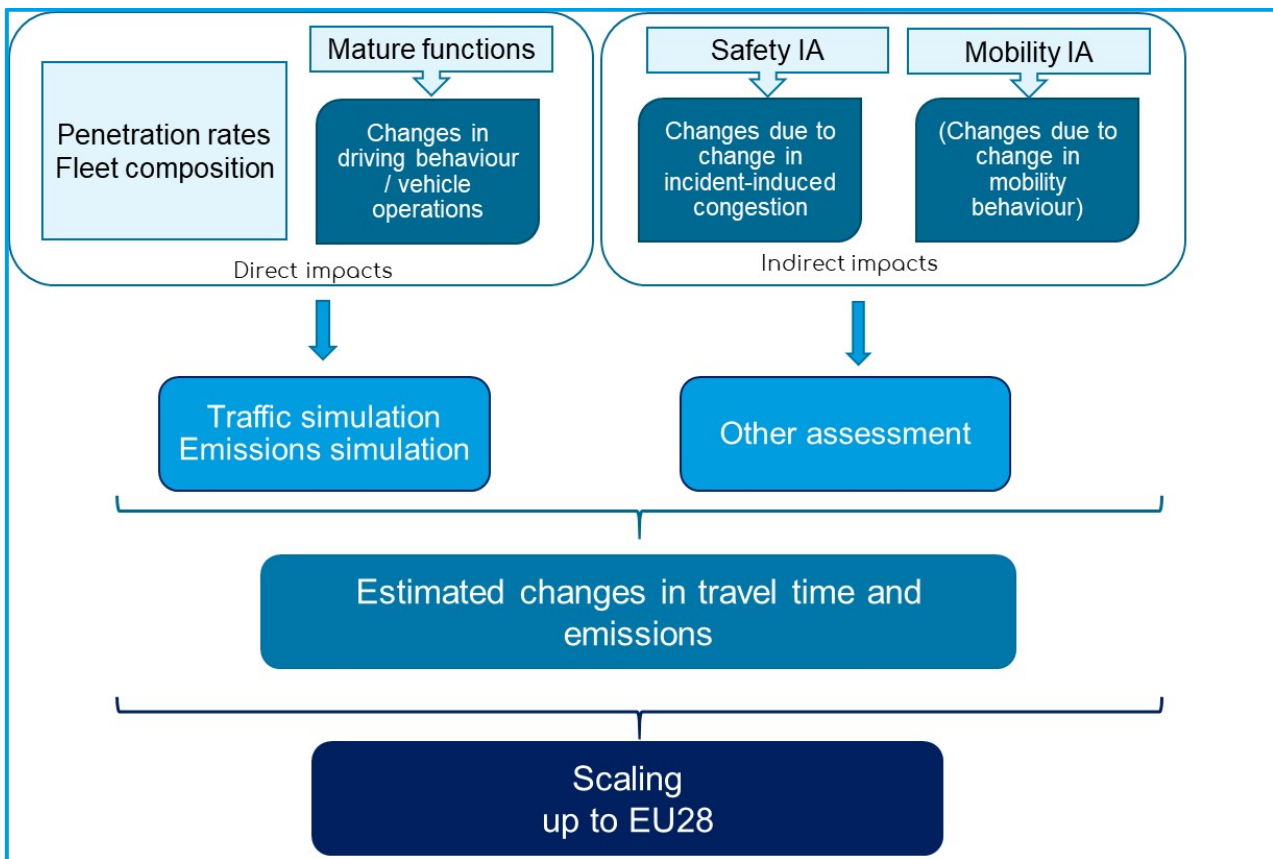 Mature functions
Penetration rates
Fleet composition
Changes in
driving behaviour
/ vehicle
operations
Direct impacts
Safety IA
Changes due to
change in
incident-induced
congestion
Mobility IA
(Changes due to
change in
mobility
behaviour)
Indirect impacts
Traffic simulation
Emissions simulation
Other assessment
Estimated changes in travel time and
emissions
Scaling
up to EU28